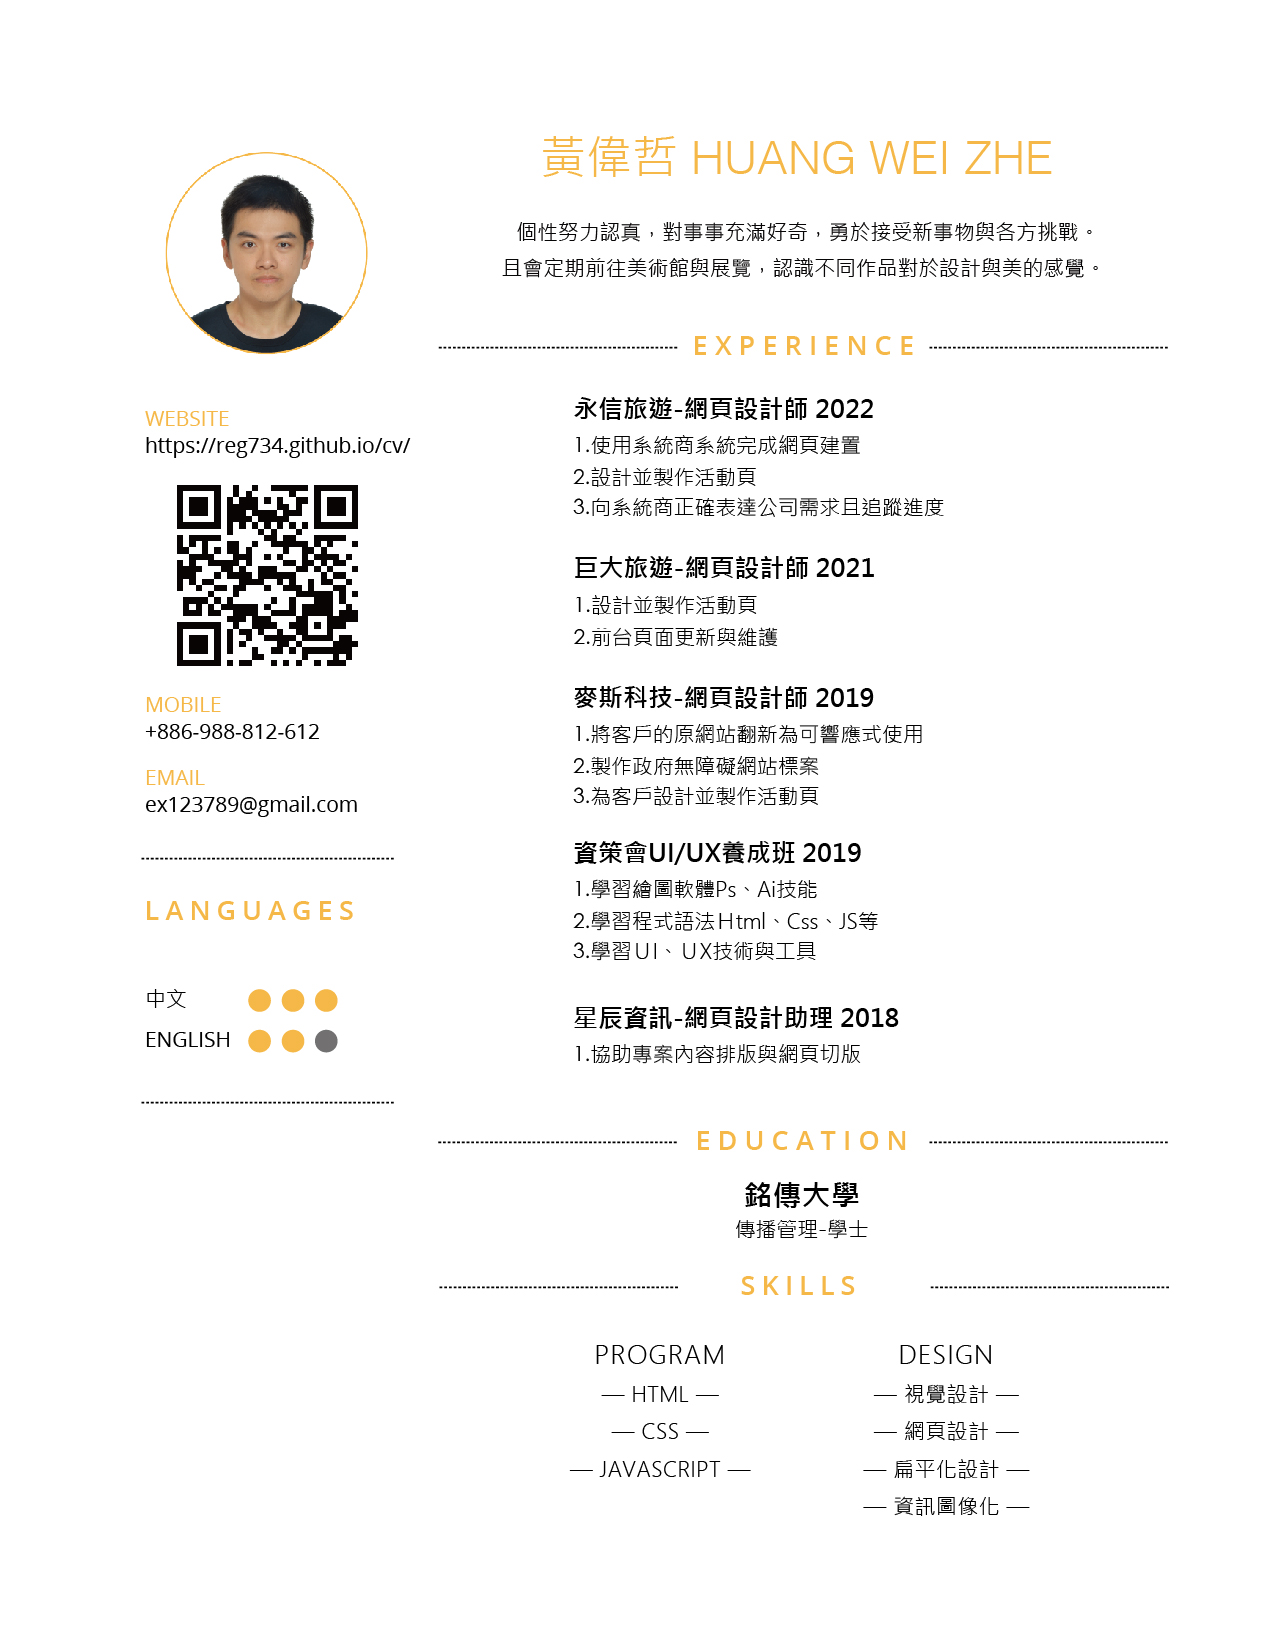 黃偉哲 HUANG WEI ZHE
個性努力認真，對事事充滿好奇，勇於接受新事物與各方挑戰。
且會定期前往美術館與展覽，認識不同作品對於設計與美的感覺。
WEBSITE
https://reg734.github.io/cv/
MOBILE
+886-988-812-612
EMAIL
ex123789@gmail.com
LANGUAGES
中文
ENGLISH
EXPERIENCE
永信旅遊-網頁設計師 2022
1.使用系統商系統完成網頁建置
2.設計並製作活動頁
3.向系統商正確表達公司需求且追蹤進度
巨大旅遊-網頁設計師 2021
1.設計並製作活動頁
2.前台頁面更新與維護
麥斯科技-網頁設計師 2019
1.將客戶的原網站翻新為可響應式使用
2.製作政府無障礙網站標案
3.為客戶設計並製作活動頁
資策會UI/UX養成班 2019
1.學習繪圖軟體Ps、Ai技能
2.學習程式語法Html、Css、JS等
3.學習UI、UX技術與工具
星辰資訊-網頁設計助理 2018
1.協助專案內容排版與網頁切版
EDUCATION
銘傳大學
傳播管理-學士
SKILLS
PROGRAM
— HTML —
— CSS —
— JAVASCRIPT —
DESIGN
— 視覺設計 —
— 網頁設計 —
— 扁平化設計 —
— 資訊圖像化 —